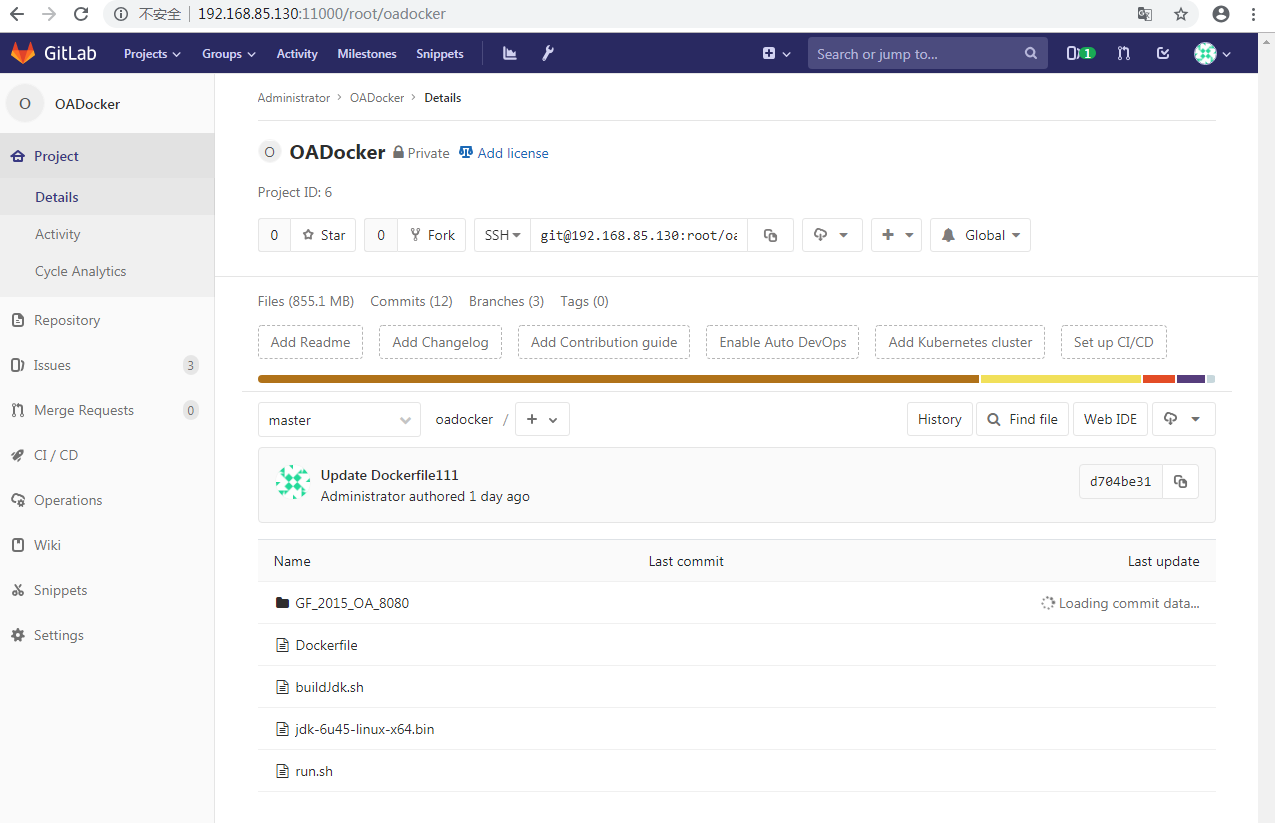 不安全 192.168.85.130:11000/root/oadocker
GitLab Projects Groups Activity Milestones Snippets Search or jump to... 1
O OADocker
Project
Details
Activity
Cycle Analytics
Repository
Issues 3
Merge Requests 0
CI / CD
Operations
Wiki
Snippets
Settings
Administrator > OADocker > Details
O OADocker Private Add license
Project ID: 6
0 Star 0 Fork SSH git@192.168.85.130:root/oa Global
Files (855.1 MB) Commits (12) Branches (3) Tags (0)
Add Readme Add Changelog Add Contribution guide Enable Auto DevOps Add Kubernetes cluster Set up CI/CD
master oadocker / + History Find file Web IDE
Update Dockerfile111
Administrator authored 1 day ago
d704be31
Name Last commit Last update
GF_2015_OA_8080 Loading commit data...
Dockerfile
buildJdk.sh
jdk-6u45-linux-x64.bin
run.sh